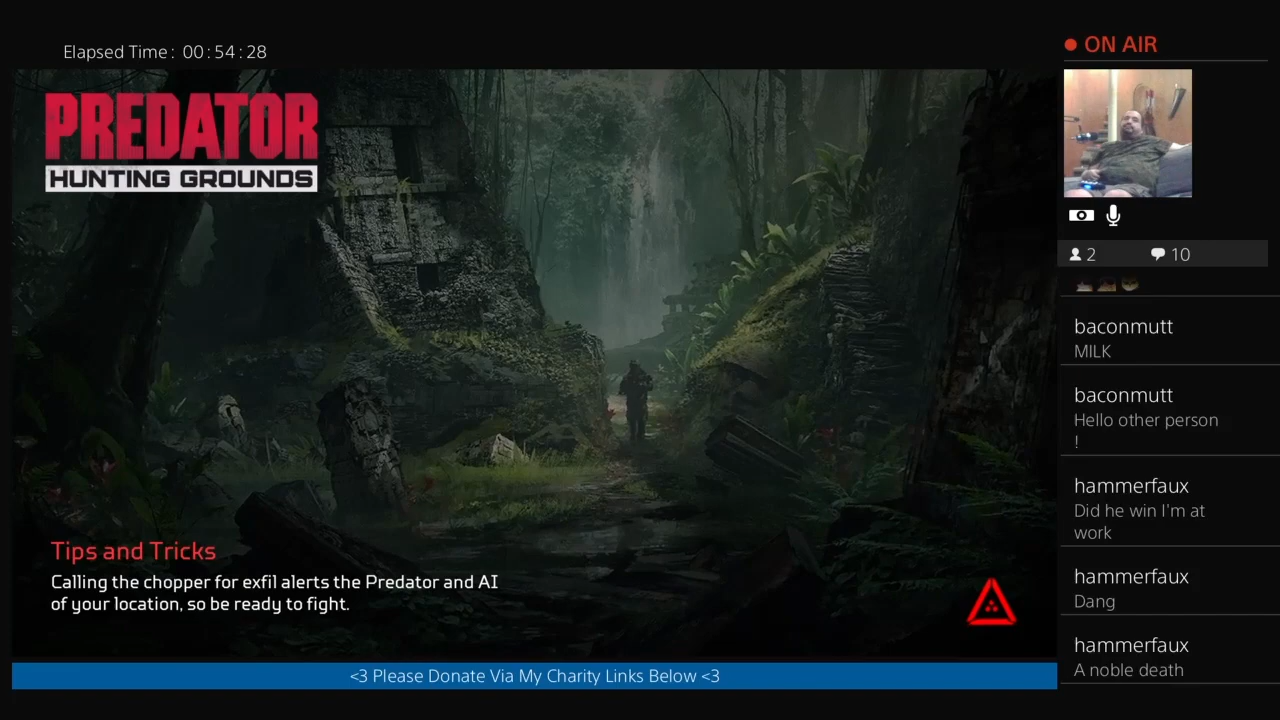 Elapsed Time: 00:54:28
ON AIR
PREDATOR
HUNTING GROUNDS
2
10
baconmutt
MILK
baconmutt
Hello other person
!
hammerfaux
Did he win I'm at
work
hammerfaux
Dang
hammerfaux
A noble death
Tips and Tricks
Calling the chopper for exfil alerts the Predator and AI
of your location, so be ready to fight.
<3 Please Donate Via My Charity Links Below <3